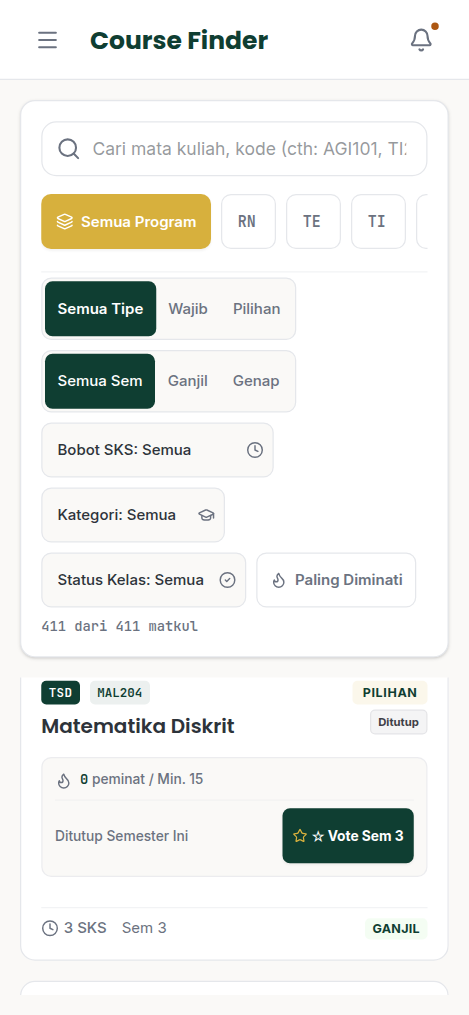 Course Finder
Cari mata kuliah, kode (cth: AGI101, TI:
Semua Program RN TE TI
Semua Tipe Wajib Pilihan
Semua Sem Ganjil Genap
Bobot SKS: Semua
Kategori: Semua
Status Kelas: Semua Paling Diminati
411 dari 411 matkul
TSD MAL204 PILIHAN
Matematika Diskrit Ditutup
0 peminat / Min. 15
Ditutup Semester Ini ☆ Vote Sem 3
3 SKS Sem 3 GANJIL